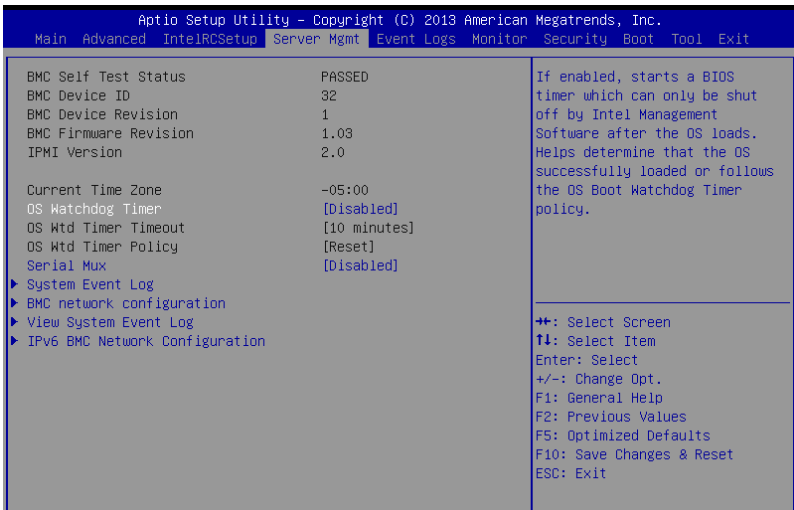 Aptio Setup Utility – Copyright (C) 2013 American Megatrends, Inc.
Main Advanced IntelRCSetup Server Mgmt Event Logs Monitor Security Boot Tool Exit
BMC Self Test Status PASSED
BMC Device ID 32
BMC Device Revision 1
BMC Firmware Revision 1.03
IPMI Version 2.0
Current Time Zone -05:00
OS Watchdog Timer [Disabled]
OS Wtd Timer Timeout [10 minutes]
OS Wtd Timer Policy [Reset]
Serial Mux [Disabled]
System Event Log
BMC network configuration
View System Event Log
IPv6 BMC Network Configuration
If enabled, starts a BIOS
timer which can only be shut
off by Intel Management
Software after the OS loads.
Helps determine that the OS
successfully loaded or follows
the OS Boot Watchdog Timer
policy.
→←: Select Screen
↑↓: Select Item
Enter: Select
+/-: Change Opt.
F1: General Help
F2: Previous Values
F5: Optimized Defaults
F10: Save Changes & Reset
ESC: Exit